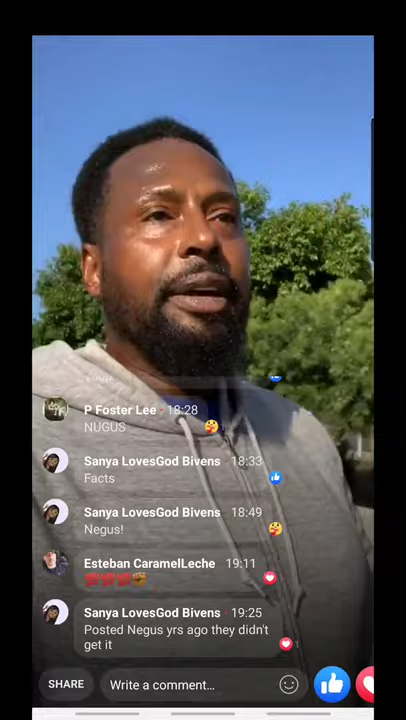 P Foster Lee • 18:28
NUGUS
Sanya LovesGod Bivens 18:33
Facts
Sanya LovesGod Bivens 18:49
Negus!
Esteban CaramelLeche 19:11
💯💯💯✊🏾
Sanya LovesGod Bivens 19:25
Posted Negus yrs ago they didn't
get it
1
SHARE
Write a comment...